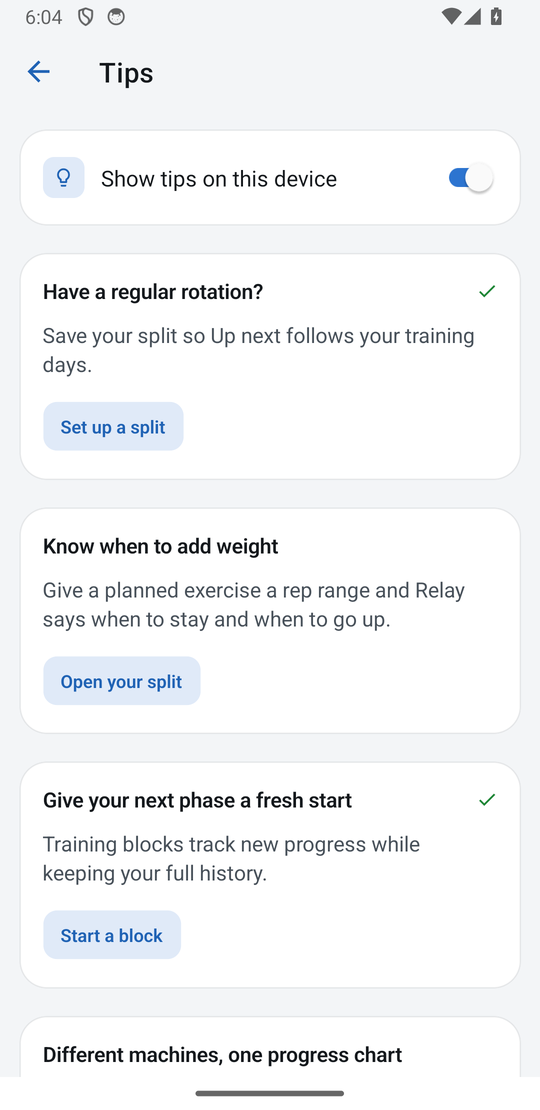 6:04
Tips
Show tips on this device
Have a regular rotation?
Save your split so Up next follows your training
days.
Set up a split
Know when to add weight
Give a planned exercise a rep range and Relay
says when to stay and when to go up.
Open your split
Give your next phase a fresh start
Training blocks track new progress while
keeping your full history.
Start a block
Different machines, one progress chart